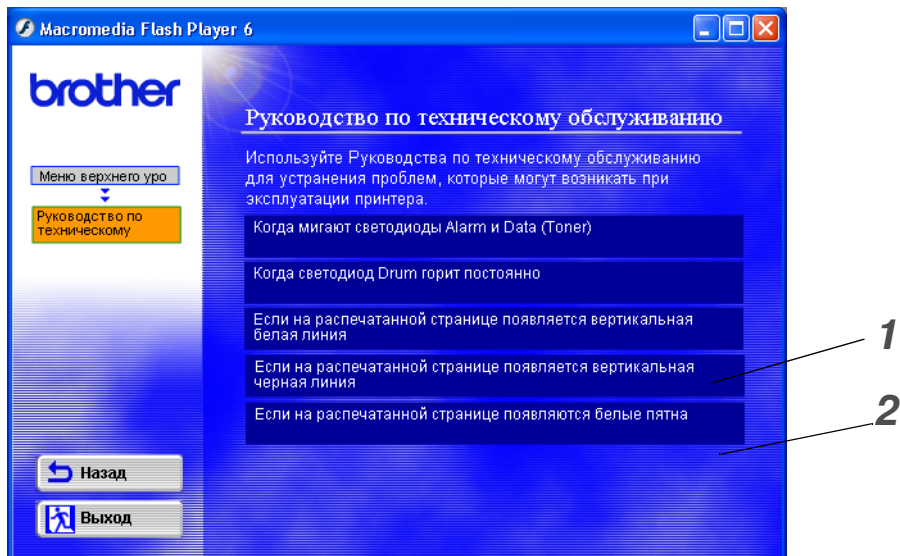 Macromedia Flash Player 6
brother
Меню верхнего уро
Руководство по
техническому
Руководство по техническому обслуживанию
Используйте Руководства по техническому обслуживанию
для устранения проблем, которые могут возникать при
эксплуатации принтера.
Когда мигают светодиоды Alarm и Data (Toner)
Когда светодиод Drum горит постоянно
Если на распечатанной странице появляется вертикальная
белая линия
Если на распечатанной странице появляется вертикальная
черная линия
Если на распечатанной странице появляются белые пятна
1
2
Назад
Выход